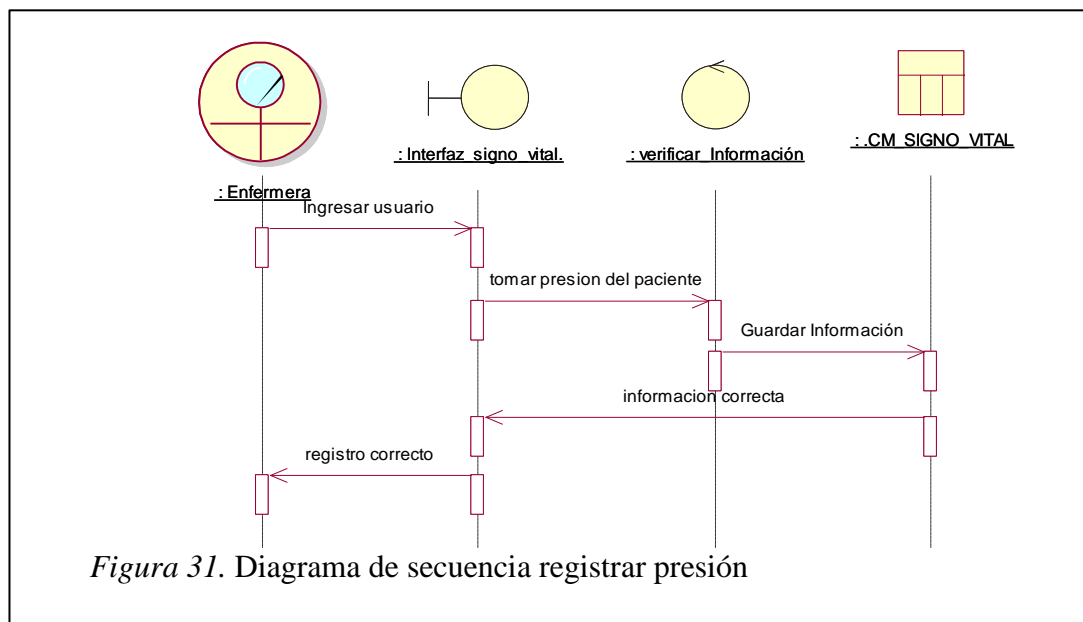 : Enfermera
: Interfaz_signo_vital.
: verificar_Información
: .CM_SIGNO_VITAL
Ingresar usuario
tomar presion del paciente
Guardar Información
informacion correcta
registro correcto
Figura 31. Diagrama de secuencia registrar presión